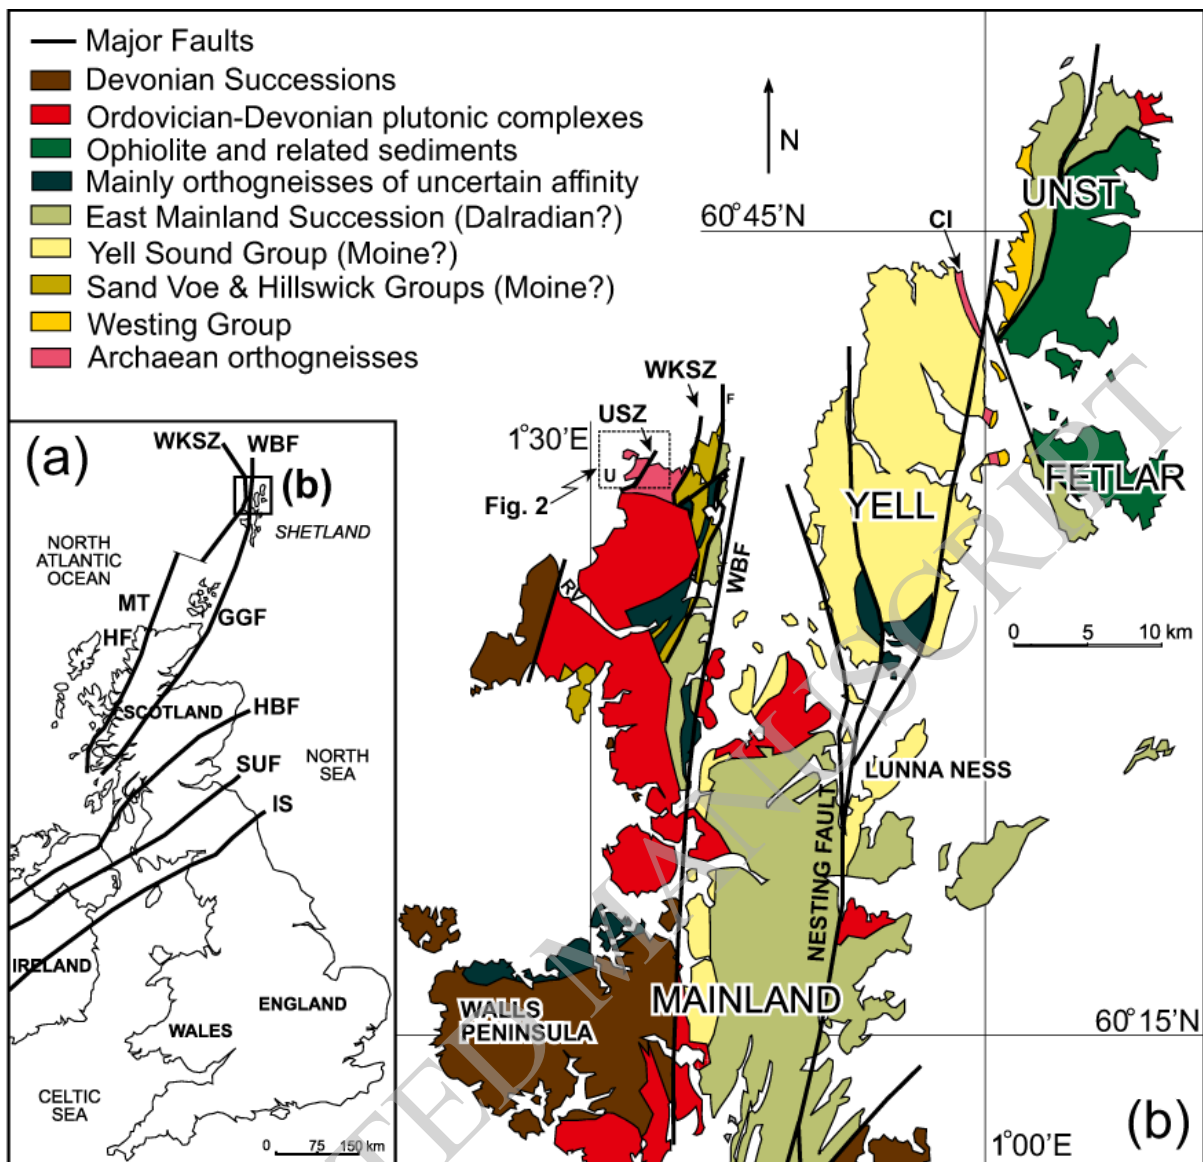 Major Faults
Devonian Successions
Ordovician-Devonian plutonic complexes
Ophiolite and related sediments
Mainly orthogneisses of uncertain affinity
East Mainland Succession (Dalradian?)
Yell Sound Group (Moine?)
Sand Voe & Hillswick Groups (Moine?)
Westing Group
Archaean orthogneisses
N
60°45'N
CI
UNST
WKSZ
F
USZ
1°30'E
U
Fig. 2
YELL
FETLAR
WBF
RV
0 5 10 km
LUNNA NESS
NESTING FAULT
MAINLAND
WALLS
PENINSULA
60°15'N
1°00'E
(b)
(a)
WKSZ
WBF
(b)
SHETLAND
NORTH
ATLANTIC
OCEAN
MT
GGF
HF
SCOTLAND
HBF
NORTH
SEA
SUF
IS
IRELAND
ENGLAND
WALES
CELTIC
SEA
0 75 150 km
TED MANUSCRIPT